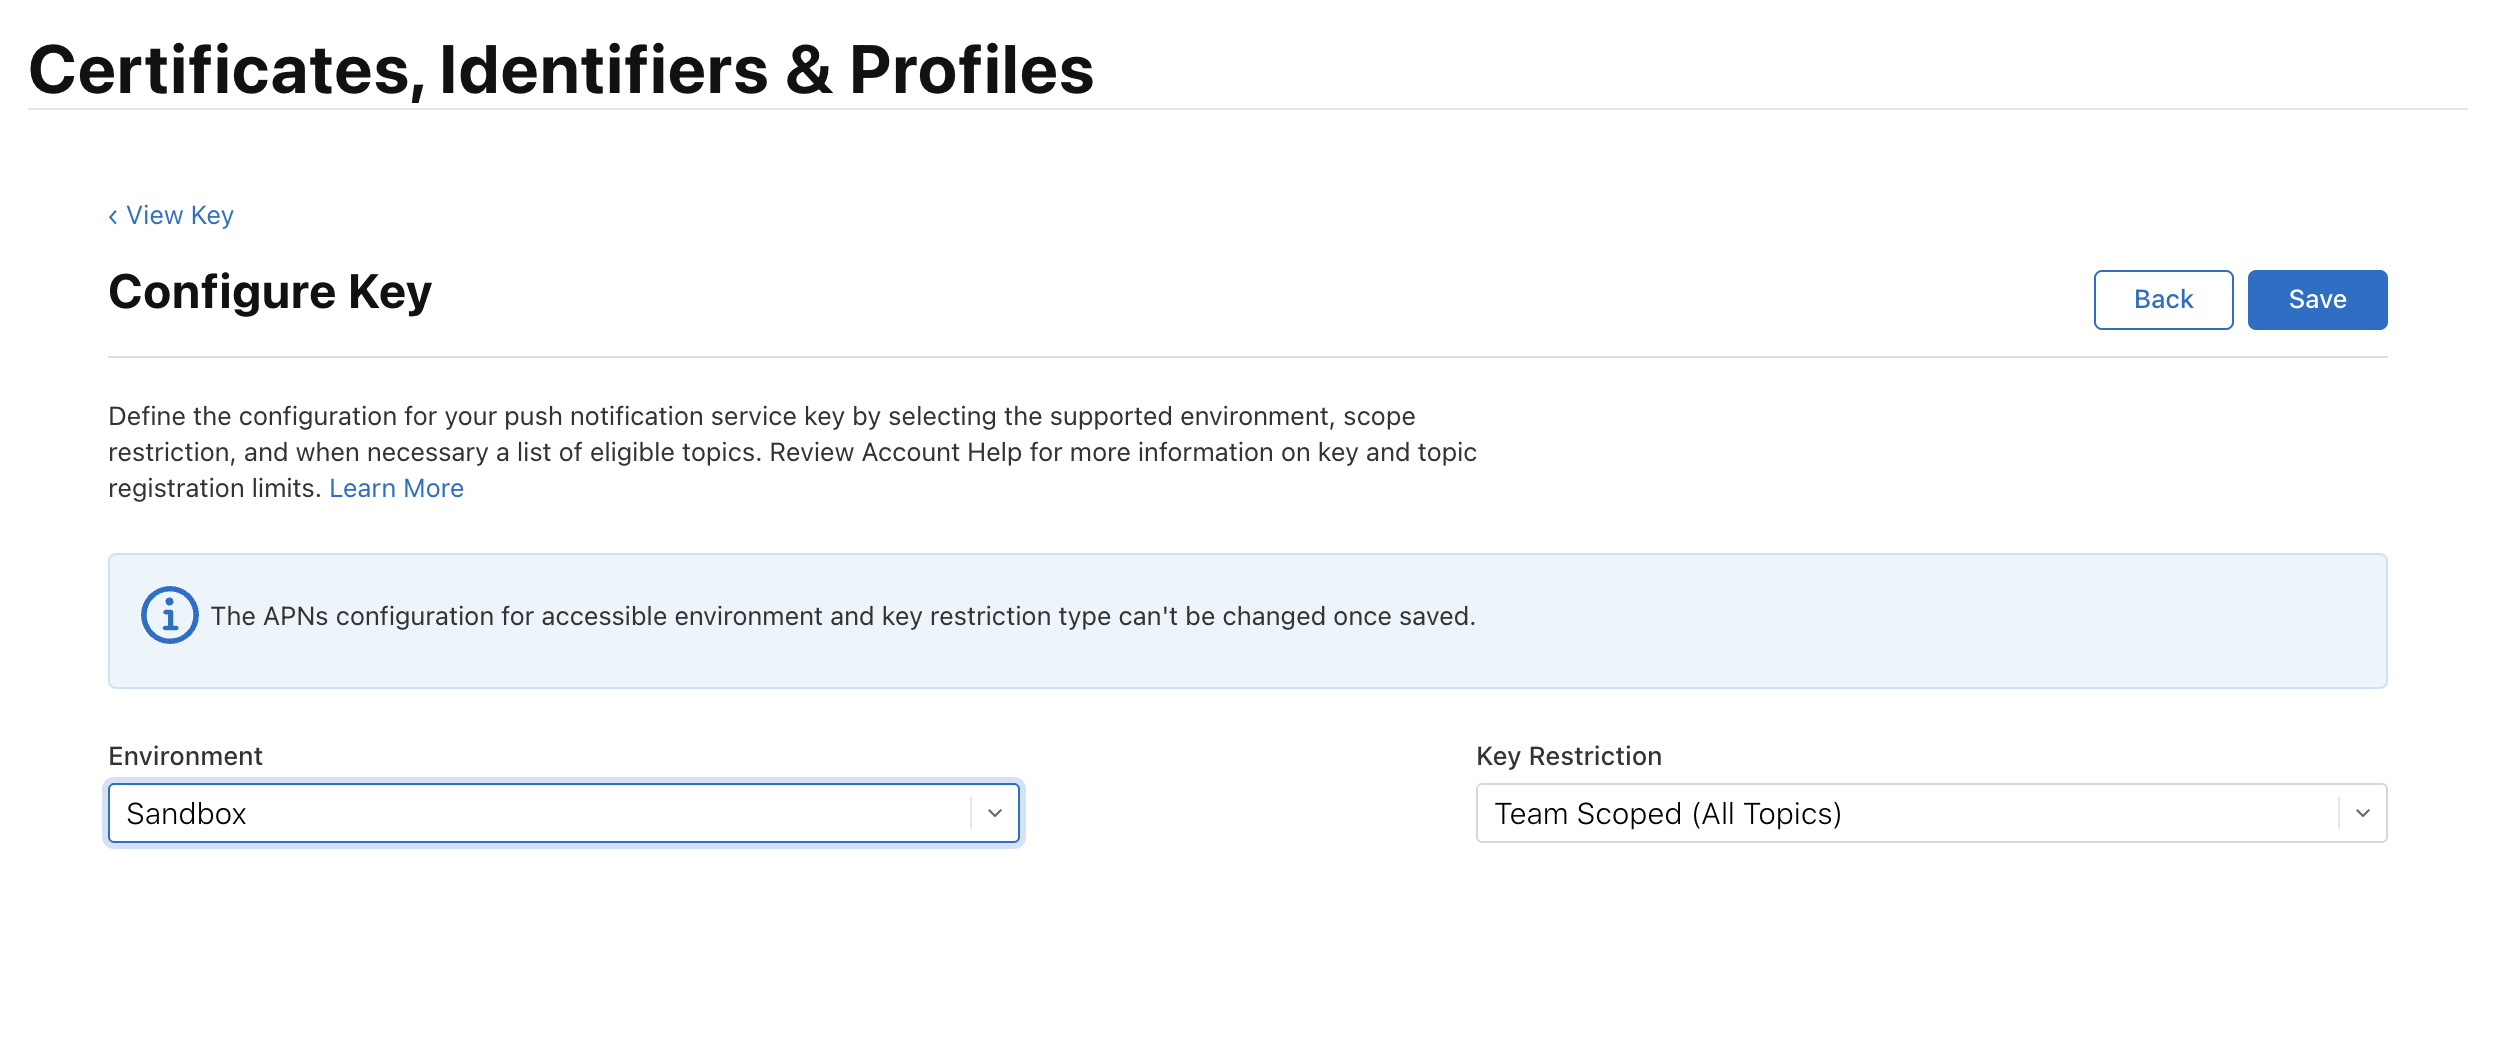 Certificates, Identifiers & Profiles
‹ View Key
Configure Key
Back
Save
Define the configuration for your push notification service key by selecting the supported environment, scope
restriction, and when necessary a list of eligible topics. Review Account Help for more information on key and topic
registration limits. Learn More
The APNs configuration for accessible environment and key restriction type can't be changed once saved.
Environment
Key Restriction
Sandbox
Team Scoped (All Topics)